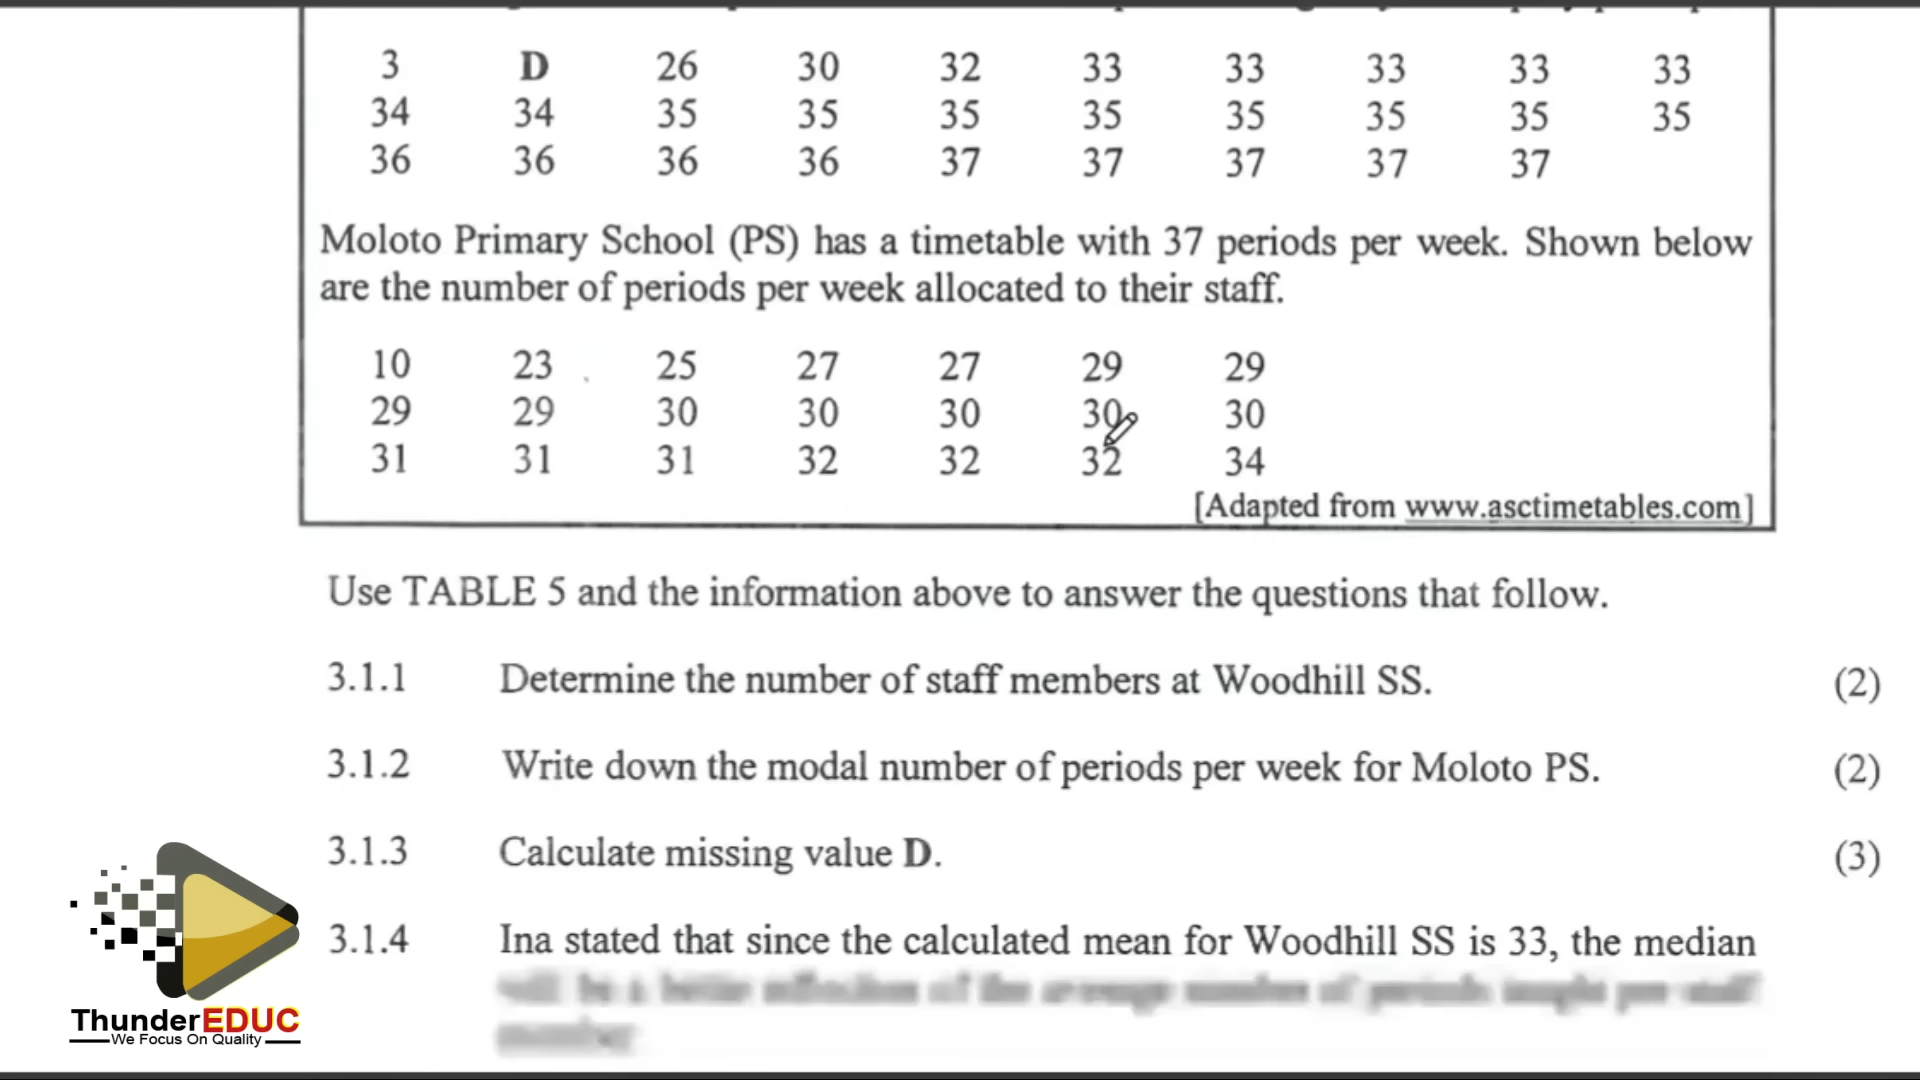 3 D 26 30 32 33 33 33 33 33
34 34 35 35 35 35 35 35 35 35
36 36 36 36 37 37 37 37 37
Moloto Primary School (PS) has a timetable with 37 periods per week. Shown below
are the number of periods per week allocated to their staff.
10 23 25 27 27 29 29
29 29 30 30 30 30 30
31 31 31 32 32 32 34
[Adapted from www.asctimetables.com]
Use TABLE 5 and the information above to answer the questions that follow.
3.1.1 Determine the number of staff members at Woodhill SS. (2)
3.1.2 Write down the modal number of periods per week for Moloto PS. (2)
3.1.3 Calculate missing value D. (3)
3.1.4 Ina stated that since the calculated mean for Woodhill SS is 33, the median
ThunderEDUC
We Focus On Quality